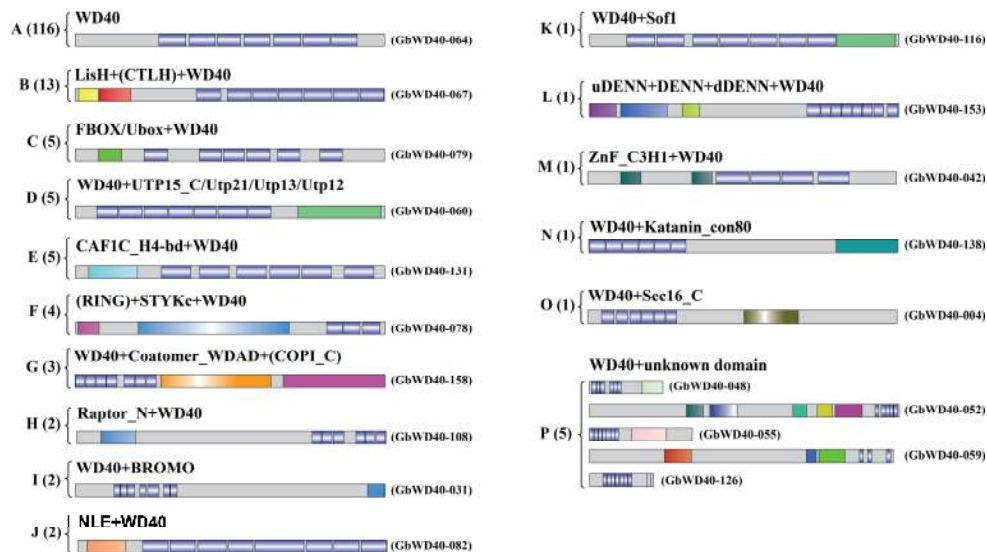 WD40
A (116)
(GbWD40-064)
LisH+(CTLH)+WD40
B (13)
(GbWD40-067)
FBOX/Ubox+WD40
C (5)
(GbWD40-079)
WD40+UTP15_C/Utp21/Utp13/Utp12
D (5)
(GbWD40-060)
CAF1C_H4-bd+WD40
E (5)
(GbWD40-131)
(RING)+STYKc+WD40
F (4)
(GbWD40-078)
WD40+Coatomer_WDAD+(COPI_C)
G (3)
(GbWD40-158)
Raptor_N+WD40
H (2)
(GbWD40-108)
WD40+BROMO
I (2)
(GbWD40-031)
NLE+WD40
J (2)
(GbWD40-082)
WD40+Sof1
K (1)
(GbWD40-116)
uDENN+DENN+dDENN+WD40
L (1)
(GbWD40-153)
ZnF_C3H1+WD40
M (1)
(GbWD40-042)
WD40+Katanin_con80
N (1)
(GbWD40-138)
WD40+Sec16_C
O (1)
(GbWD40-004)
WD40+unknown domain
(GbWD40-048)
(GbWD40-052)
P (5)
(GbWD40-055)
(GbWD40-059)
(GbWD40-126)